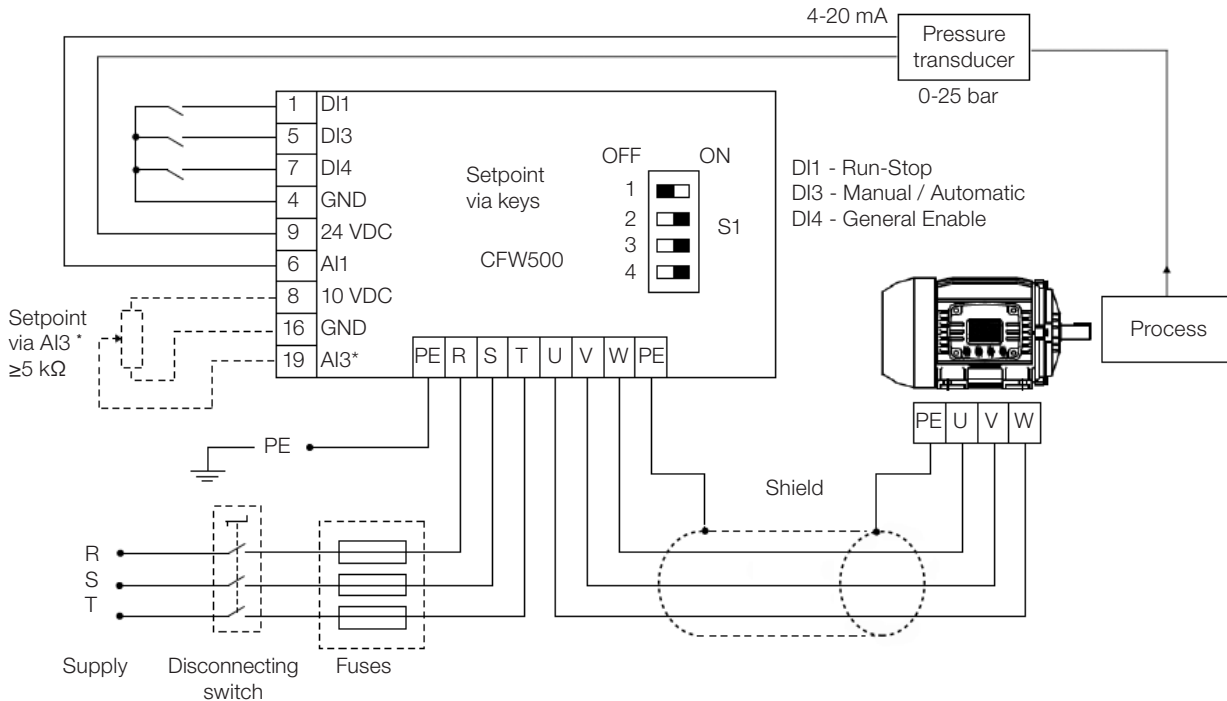 4-20 mA
Pressure
transducer
0-25 bar
1 DI1
5 DI3
7 DI4
4 GND
9 24 VDC
6 AI1
8 10 VDC
16 GND
19 AI3*
Setpoint
via AI3 *
≥5 kΩ
Setpoint
via keys
CFW500
OFF ON
1
2
3
4
S1
DI1 - Run-Stop
DI3 - Manual / Automatic
DI4 - General Enable
Process
PE R S T U V W PE
PE U V W
PE
Shield
R
S
T
Supply
Disconnecting
switch
Fuses